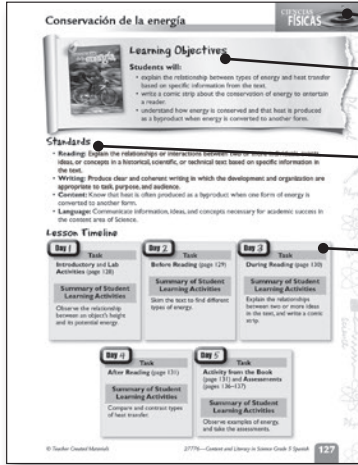 Conservación de la energía
CIENCIAS
FÍSICAS
Learning Objectives
Students will:
• explain the relationship between types of energy and heat transfer
based on specific information from the text.
• write a comic strip about the conservation of energy to entertain
a reader.
• understand how energy is conserved and that heat is produced
as a byproduct when energy is converted to another form.
Standards
• Reading: Explain the relationships or interactions between two or more individuals, events,
ideas, or concepts in a historical, scientific, or technical text based on specific information in
the text.
• Writing: Produce clear and coherent writing in which the development and organization are
appropriate to task, purpose, and audience.
• Content: Know that heat is often produced as a byproduct when one form of energy is
converted to another form.
• Language: Communicate information, ideas, and concepts necessary for academic success in
the content area of Science.
Lesson Timeline
Day 1
Task
Introductory and Lab
Activities (page 128)
Summary of Student
Learning Activities
Observe the relationship
between an object's height
and its potential energy.
Day 2
Task
Before Reading (page 129)
Summary of Student
Learning Activities
Skim the text to find different
types of energy.
Day 3
Task
During Reading (page 130)
Summary of Student
Learning Activities
Explain the relationships
between two or more ideas
in the text, and write a comic
strip.
Day 4
Task
After Reading (page 131)
Summary of Student
Learning Activities
Compare and contrast types
of heat transfer.
Day 5
Task
Activity from the Book
(page 131) and Assessments
(pages 136–137)
Summary of Student
Learning Activities
Observe examples of energy,
and take the assessments.
© Teacher Created Materials
27776—Content and Literacy in Science Grade 5 Spanish
127